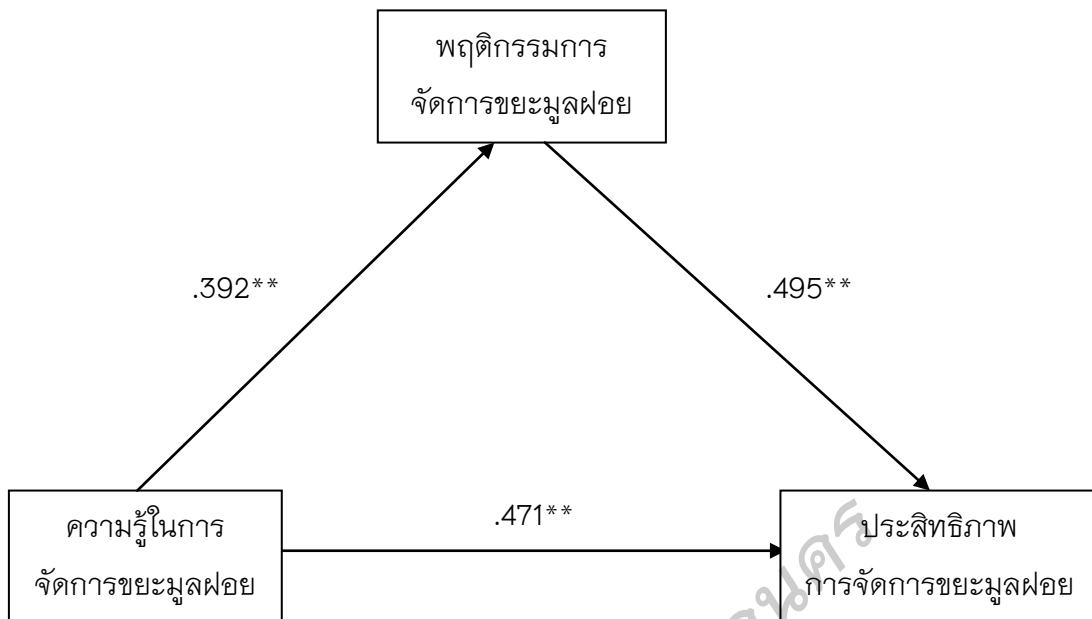 พฤติกรรมการ
จัดการขยะมูลฝอย
.392**
.495**
ความรู้ในการ
จัดการขยะมูลฝอย
.471**
ประสิทธิภาพ
การจัดการขยะมูลฝอย